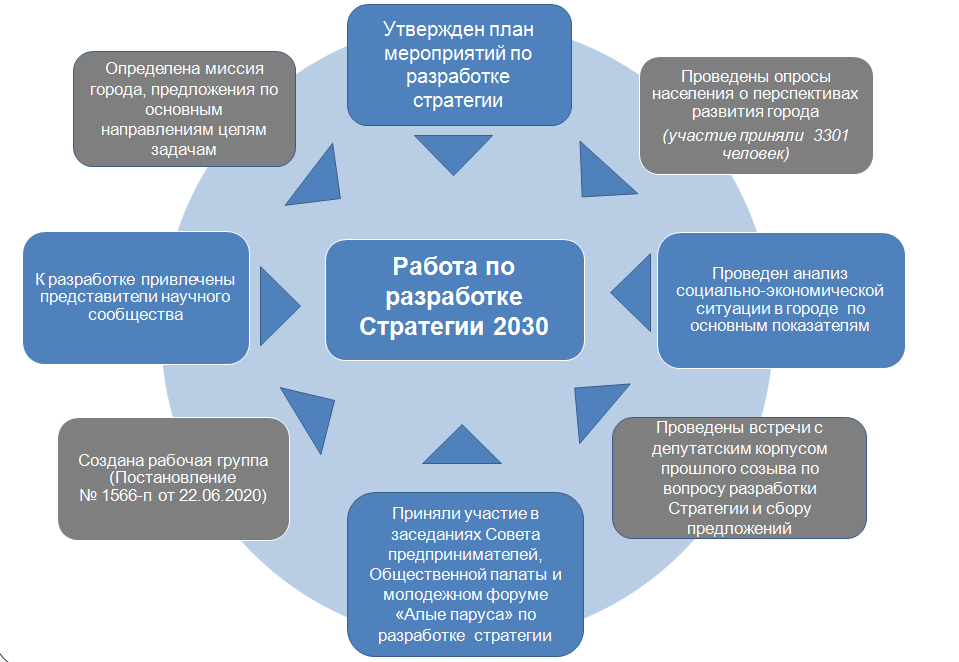 Утвержден план
мероприятий по
разработке
стратегии
Определена миссия
города, предложения по
основным
направлениям целям
задачам
Проведены опросы
населения о перспективах
развития города
(участие приняли 3301
человек)
К разработке привлечены
представители научного
сообщества
Работа по
разработке
Стратегии 2030
Проведен анализ
социально-экономической
ситуации в городе по
основным показателям
Создана рабочая группа
(Постановление
№ 1566-п от 22.06.2020)
Приняли участие в
заседаниях Совета
предпринимателей,
Общественной палаты и
молодежном форуме
«Алые паруса» по
разработке стратегии
Проведены встречи с
депутатским корпусом
прошлого созыва по
вопросу разработки
Стратегии и сбору
предложений